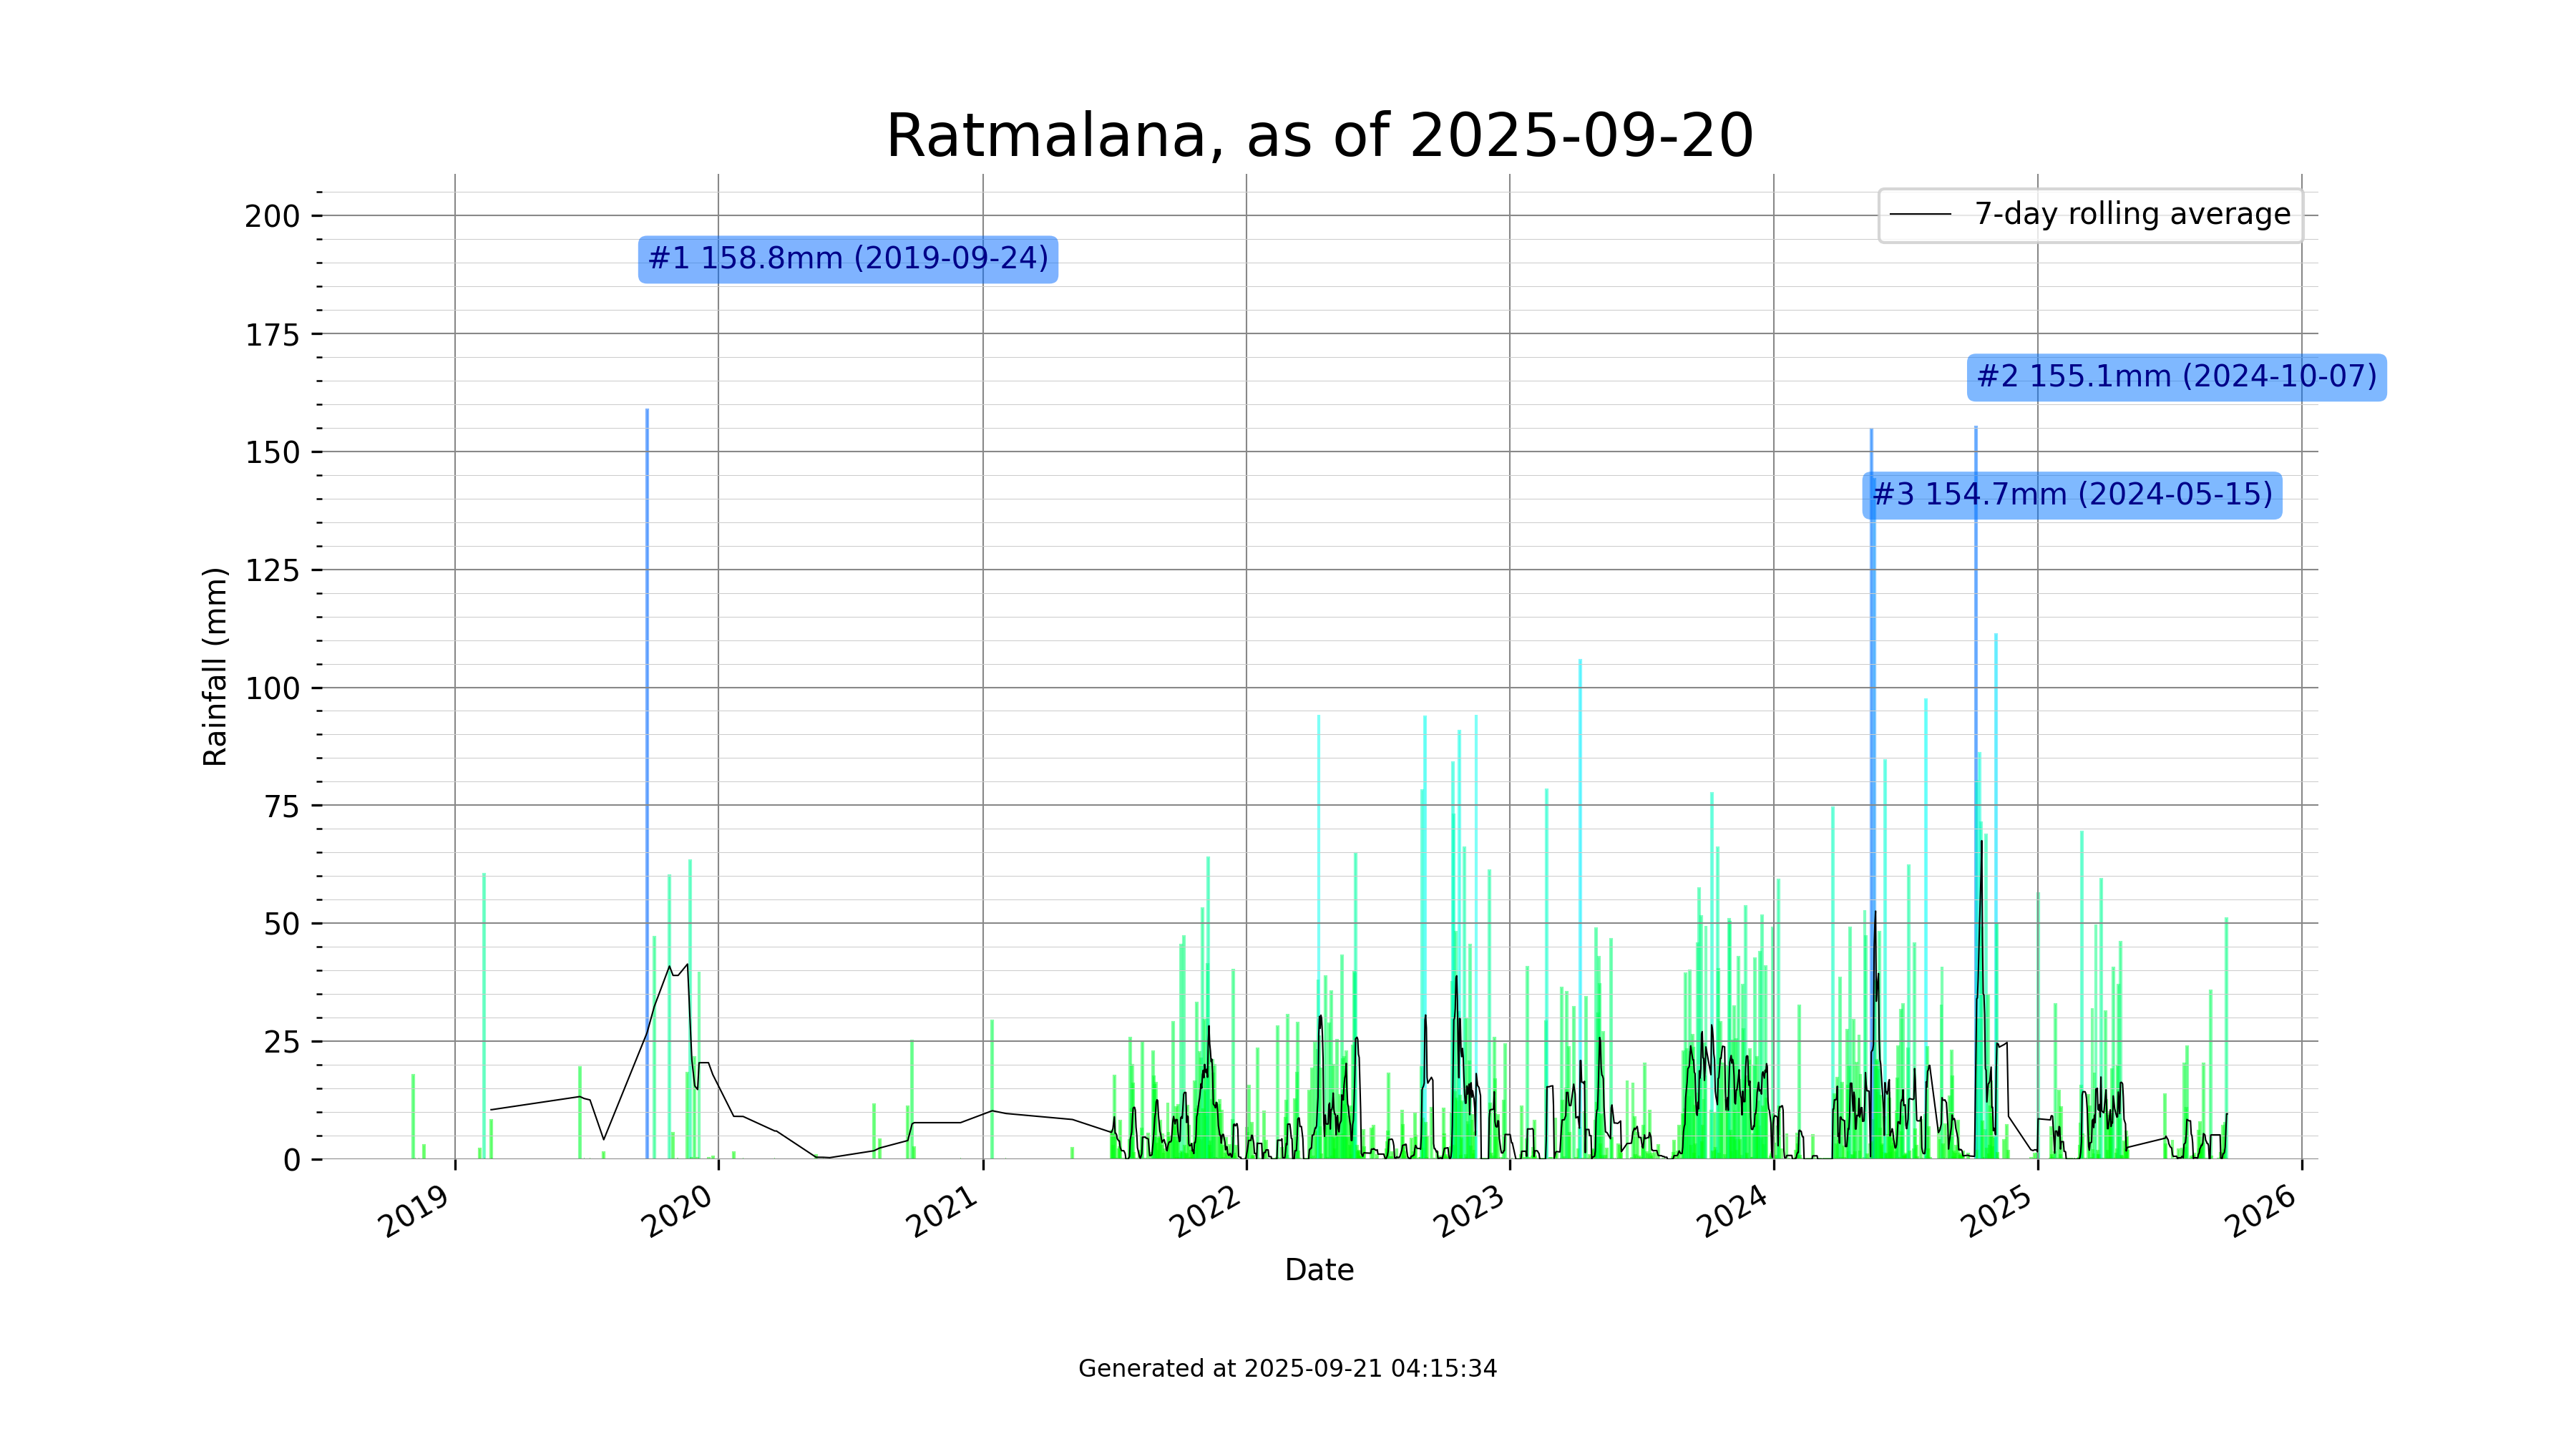 Ratmalana, as of 2025-09-20
7-day rolling average
#1 158.8mm (2019-09-24)
#2 155.1mm (2024-10-07)
#3 154.7mm (2024-05-15)
Rainfall (mm)
200
175
150
125
100
75
50
25
0
2019
2020
2021
2022
2023
2024
2025
2026
Date
Generated at 2025-09-21 04:15:34